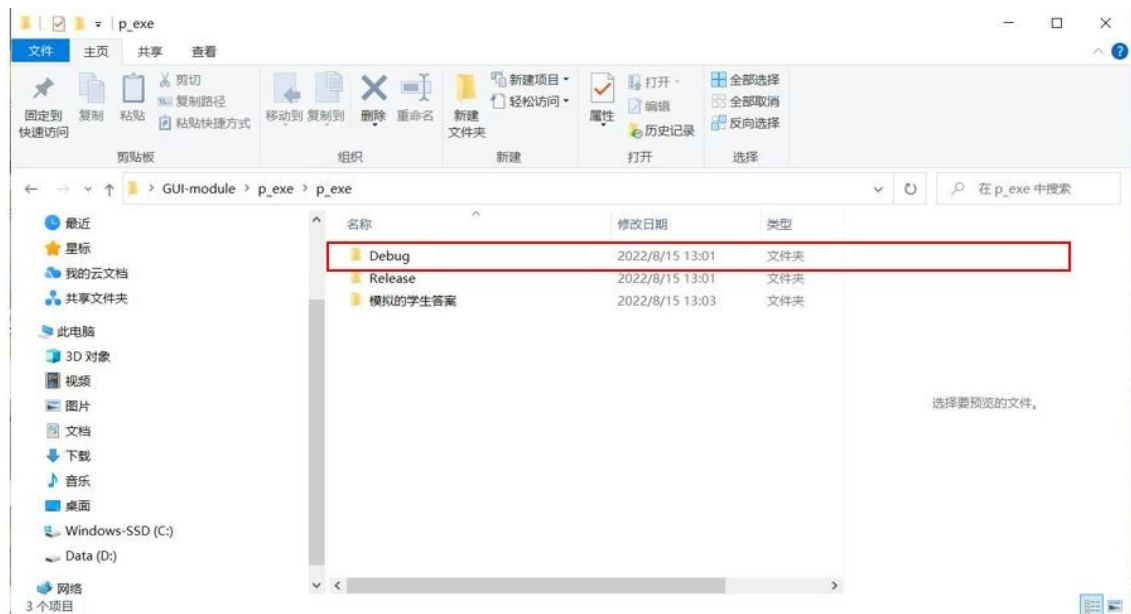 p_exe
文件 主页 共享 查看
固定到快速访问
复制
粘贴
剪切
复制路径
粘贴快捷方式
剪贴板
移动到
复制到
删除
重命名
组织
新建文件夹
新建项目
轻松访问
新建
属性
打开
编辑
历史记录
打开
全部选择
全部取消
反向选择
选择
GUI-module > p_exe > p_exe
在 p_exe 中搜索
最近
星标
我的云文档
共享文件夹
此电脑
3D 对象
视频
图片
文档
下载
音乐
桌面
Windows-SSD (C:)
Data (D:)
网络
名称 修改日期 类型
Debug 2022/8/15 13:01 文件夹
Release 2022/8/15 13:01 文件夹
模拟的学生答案 2022/8/15 13:03 文件夹
选择要预览的文件。
3 个项目